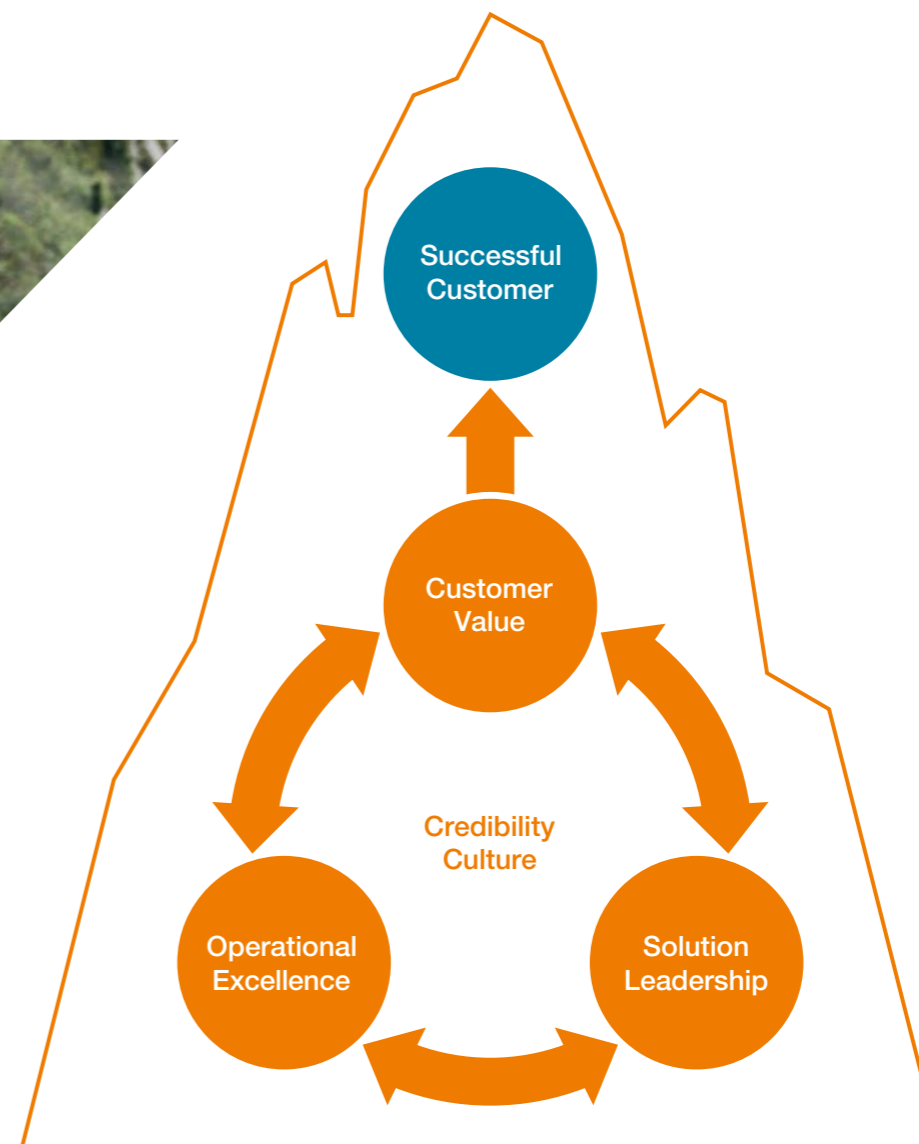 Successful
Customer
Customer
Value
Credibility
Culture
Operational
Excellence
Solution
Leadership